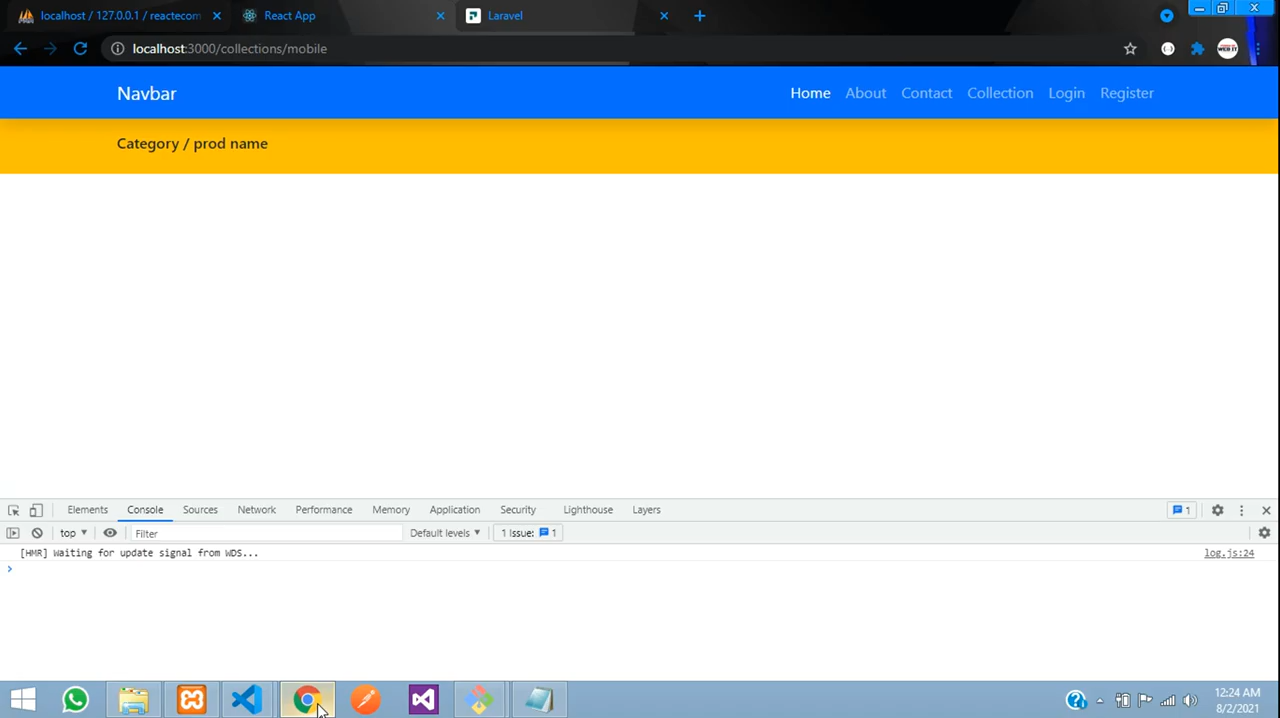 localhost / 127.0.0.1 / reactecom
React App
Laravel
localhost:3000/collections/mobile
Navbar
Home About Contact Collection Login Register
Category / prod name
Elements Console Sources Network Performance Memory Application Security Lighthouse Layers
1
top
Filter
Default levels
1 Issue: 1
[HMR] Waiting for update signal from WDS...
log.js:24
12:24 AM
8/2/2021